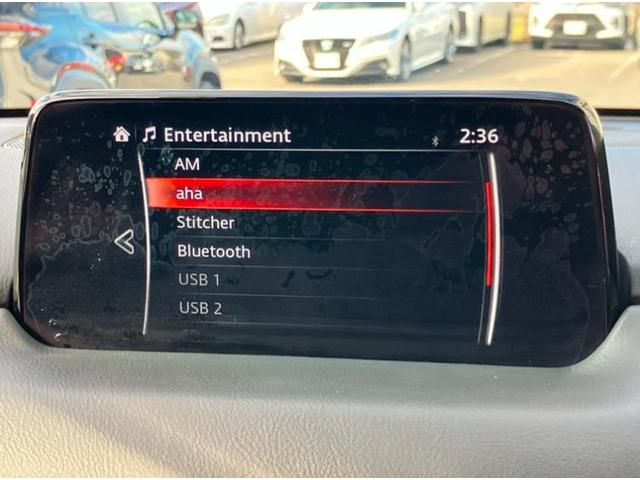 Entertainment 2:36
AM
aha
Stitcher
Bluetooth
USB 1
USB 2